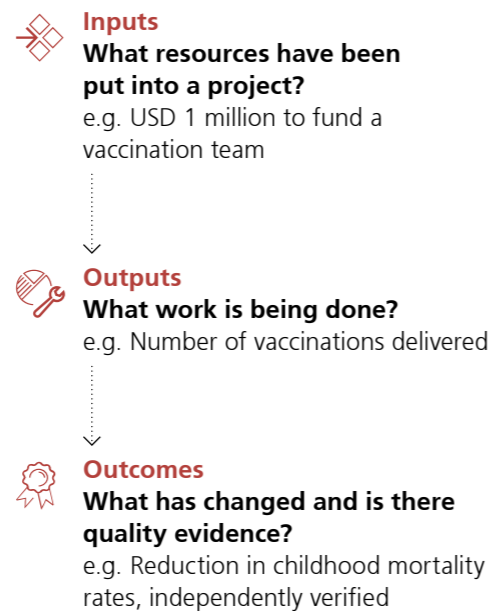 Inputs
What resources have been
put into a project?
e.g. USD 1 million to fund a
vaccination team
Outputs
What work is being done?
e.g. Number of vaccinations delivered
Outcomes
What has changed and is there
quality evidence?
e.g. Reduction in childhood mortality
rates, independently verified